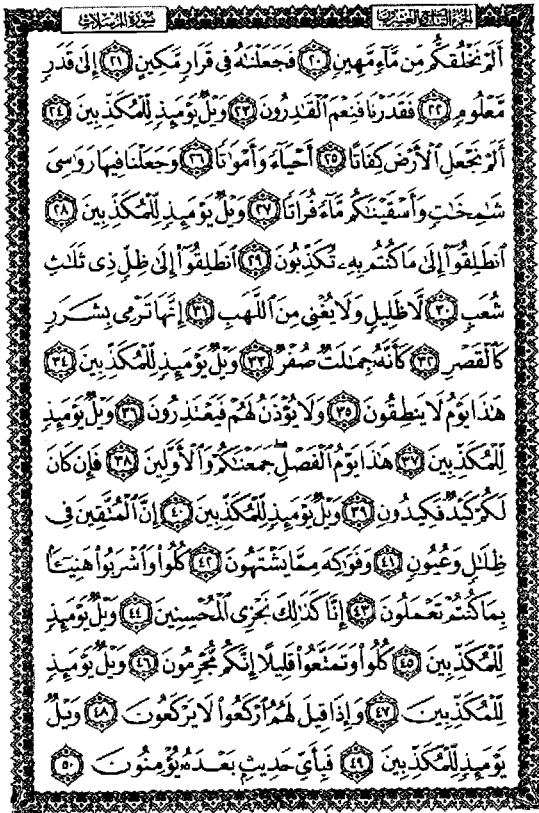 الجزء التاسع والعشرون سورة المرسلات
أَلَمْ نَخْلُقكُّم مِّن مَّآءٍ مَّهِينٍ ٢٠ فَجَعَلْنَٰهُ فِى قَرَارٍ مَّكِينٍ ٢١ إِلَىٰ قَدَرٍ
مَّعْلُومٍ ٢٢ فَقَدَرْنَا فَنِعْمَ ٱلْقَٰدِرُونَ ٢٣ وَيْلٌ يَوْمَئِذٍ لِّلْمُكَذِّبِينَ ٢٤
أَلَمْ نَجْعَلِ ٱلْأَرْضَ كِفَاتًا ٢٥ أَحْيَآءً وَأَمْوَٰتًا ٢٦ وَجَعَلْنَا فِيهَا رَوَٰسِىَ
شَٰمِخَٰتٍ وَأَسْقَيْنَٰكُم مَّآءً فُرَاتًا ٢٧ وَيْلٌ يَوْمَئِذٍ لِّلْمُكَذِّبِينَ ٢٨
ٱنطَلِقُوٓا۟ إِلَىٰ مَا كُنتُم بِهِۦ تُكَذِّبُونَ ٢٩ ٱنطَلِقُوٓا۟ إِلَىٰ ظِلٍّ ذِى ثَلَٰثِ
شُعَبٍ ٣٠ لَّا ظَلِيلٍ وَلَا يُغْنِى مِنَ ٱللَّهَبِ ٣١ إِنَّهَا تَرْمِى بِشَرَرٍ
كَٱلْقَصْرِ ٣٢ كَأَنَّهُۥ جِمَٰلَتٌ صُفْرٌ ٣٣ وَيْلٌ يَوْمَئِذٍ لِّلْمُكَذِّبِينَ ٣٤
هَٰذَا يَوْمُ لَا يَنطِقُونَ ٣٥ وَلَا يُؤْذَنُ لَهُمْ فَيَعْتَذِرُونَ ٣٦ وَيْلٌ يَوْمَئِذٍ
لِّلْمُكَذِّبِينَ ٣٧ هَٰذَا يَوْمُ ٱلْفَصْلِ ۖ جَمَعْنَٰكُمْ وَٱلْأَوَّلِينَ ٣٨ فَإِن كَانَ
لَكُمْ كَيْدٌ فَكِيدُونِ ٣٩ وَيْلٌ يَوْمَئِذٍ لِّلْمُكَذِّبِينَ ٤٠ إِنَّ ٱلْمُتَّقِينَ فِى
ظِلَٰلٍ وَعُيُونٍ ٤١ وَفَوَٰكِهَ مِمَّا يَشْتَهُونَ ٤٢ كُلُوا۟ وَٱشْرَبُوا۟ هَنِيٓـًٔۢا
بِمَا كُنتُمْ تَعْمَلُونَ ٤٣ إِنَّا كَذَٰلِكَ نَجْزِى ٱلْمُحْسِنِينَ ٤٤ وَيْلٌ يَوْمَئِذٍ
لِّلْمُكَذِّبِينَ ٤٥ كُلُوا۟ وَتَمَتَّعُوا۟ قَلِيلًا إِنَّكُم مُّجْرِمُونَ ٤٦ وَيْلٌ يَوْمَئِذٍ
لِّلْمُكَذِّبِينَ ٤٧ وَإِذَا قِيلَ لَهُمُ ٱرْكَعُوا۟ لَا يَرْكَعُونَ ٤٨ وَيْلٌ
يَوْمَئِذٍ لِّلْمُكَذِّبِينَ ٤٩ فَبِأَىِّ حَدِيثٍۭ بَعْدَهُۥ يُؤْمِنُونَ ٥٠